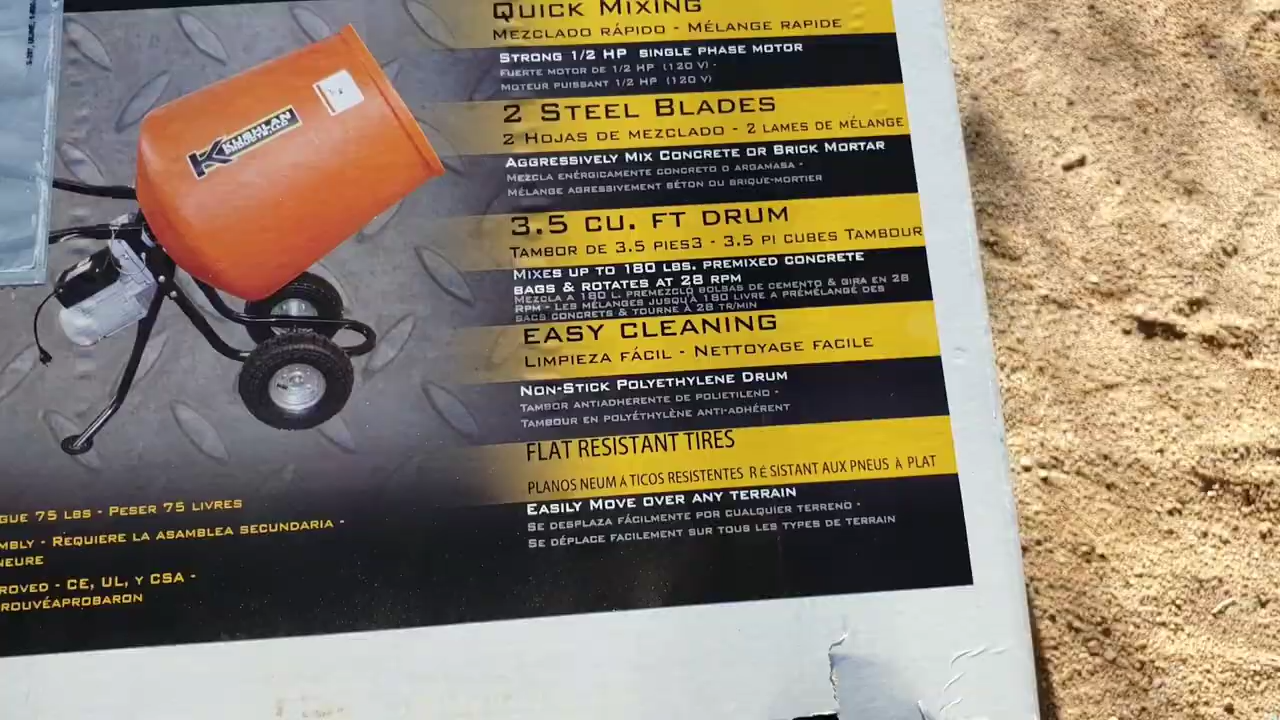 QUICK MIXING
MEZCLADO RÁPIDO - MÉLANGE RAPIDE
STRONG 1/2 HP SINGLE PHASE MOTOR
FUERTE MOTOR DE 1/2 HP (120 V) -
MOTEUR PUISSANT 1/2 HP (120 V)
2 STEEL BLADES
2 HOJAS DE MEZCLADO - 2 LAMES DE MÉLANGE
AGGRESSIVELY MIX CONCRETE OR BRICK MORTAR
MEZCLA ENÉRGICAMENTE CONCRETO O ARGAMASA -
MÉLANGE AGRESSIVEMENT BÉTON OU BRIQUE-MORTIER
3.5 CU. FT DRUM
TAMBOR DE 3.5 PIES3 - 3.5 PI CUBES TAMBOUR
MIXES UP TO 180 LBS. PREMIXED CONCRETE
BAGS & ROTATES AT 28 RPM
MEZCLA A 180 L. PREMEZCLÓ BOLSAS DE CEMENTO & GIRA EN 28
RPM - LES MÉLANGES JUSQU'À 180 LIVRE A PRÉMÉLANGÉ DES
SACS CONCRETS & TOURNE À 28 TR/MIN
EASY CLEANING
LIMPIEZA FÁCIL - NETTOYAGE FACILE
NON-STICK POLYETHYLENE DRUM
TAMBOR ANTIADHERENTE DE POLIETILENO -
TAMBOUR EN POLYÉTHYLÈNE ANTI-ADHÉRENT
FLAT RESISTANT TIRES
PLANOS NEUM Á TICOS RESISTENTES R É SISTANT AUX PNEUS À PLAT
EASILY MOVE OVER ANY TERRAIN
SE DESPLAZA FÁCILMENTE POR CUALQUIER TERRENO -
SE DÉPLACE FACILEMENT SUR TOUS LES TYPES DE TERRAIN
KUSHLAN
GUE 75 LBS - PESER 75 LIVRES
MBLY - REQUIERE LA ASAMBLEA SECUNDARIA -
NEURE
ROVED - CE, UL, Y CSA -
ROUVÉAPROBARON